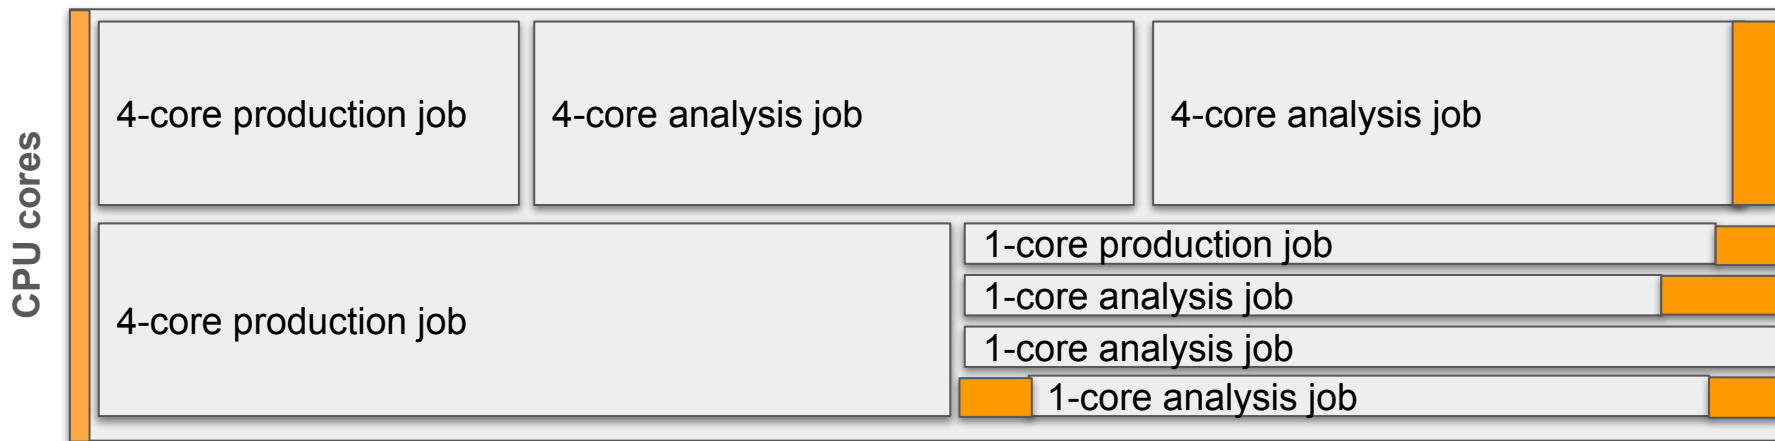 CPU cores
4-core production job
4-core analysis job
4-core analysis job
4-core production job
1-core production job
1-core analysis job
1-core analysis job
1-core analysis job